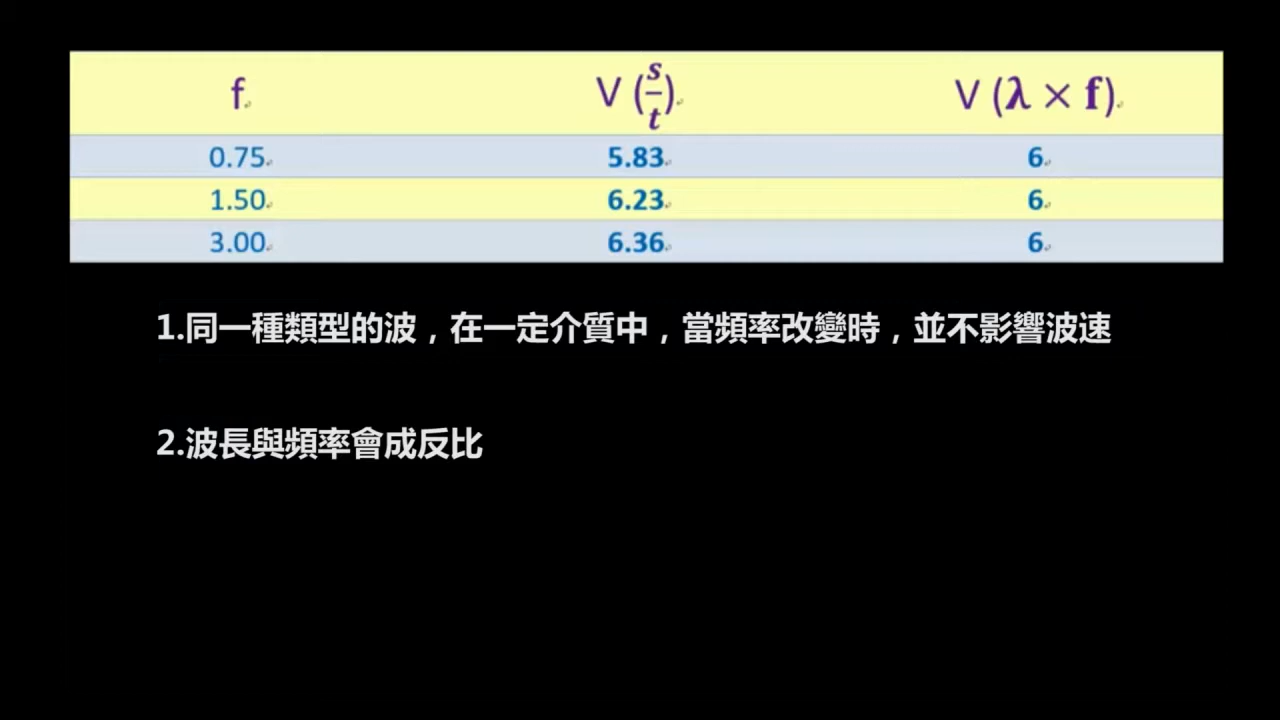 f V (s/t) V (λ × f)
0.75 5.83 6
1.50 6.23 6
3.00 6.36 6
1.同一種類型的波，在一定介質中，當頻率改變時，並不影響波速
2.波長與頻率會成反比